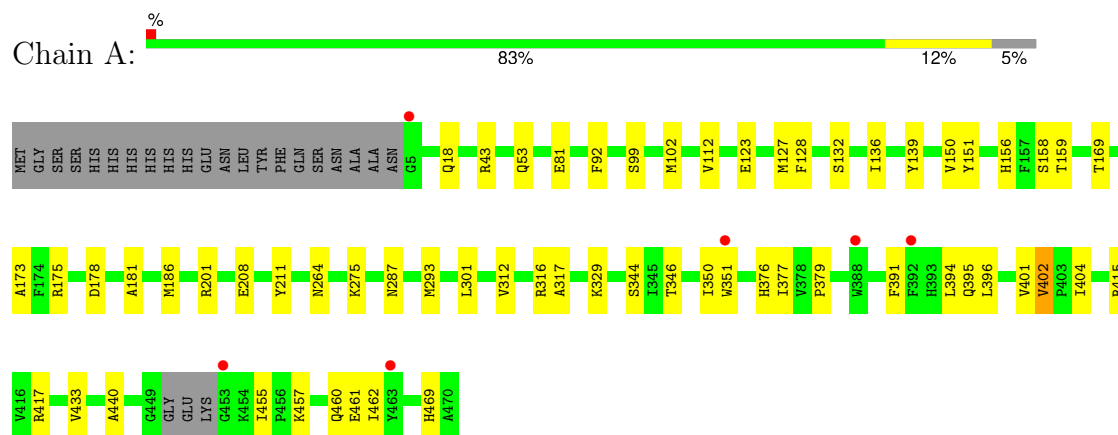 %
Chain A:
83% 12% 5%
MET GLY SER SER HIS HIS HIS HIS HIS HIS GLU ASN LEU TYR PHE GLN SER ASN ALA ALA ASN G5 Q18 R43 Q53 E81 F92 S99 M102 V112 E123 M127 F128 S132 I136 Y139 V150 Y151 H156 F157 S158 T159 T169
A173 F174 R175 D178 A181 M186 R201 E208 Y211 N264 K275 N287 M293 L301 V312 R316 A317 K329 S344 I345 T346 I350 W351 H376 I377 V378 P379 W388 F391 F392 H393 L394 Q395 L396 V401 V402 P403 I404
V416 R417 V433 A440 G449 GLY GLU LYS G453 K454 I455 P456 K457 Q460 E461 I462 Y463 H469 A470